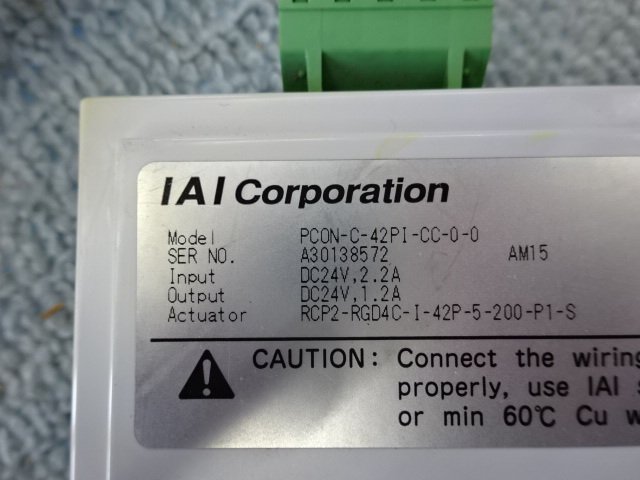 IAI Corporation
Model PCON-C-42PI-CC-0-0
SER NO. A30138572 AM15
Input DC24V,2.2A
Output DC24V,1.2A
Actuator RCP2-RGD4C-I-42P-5-200-P1-S
CAUTION: Connect the wiring
properly, use IAI
or min 60℃ Cu